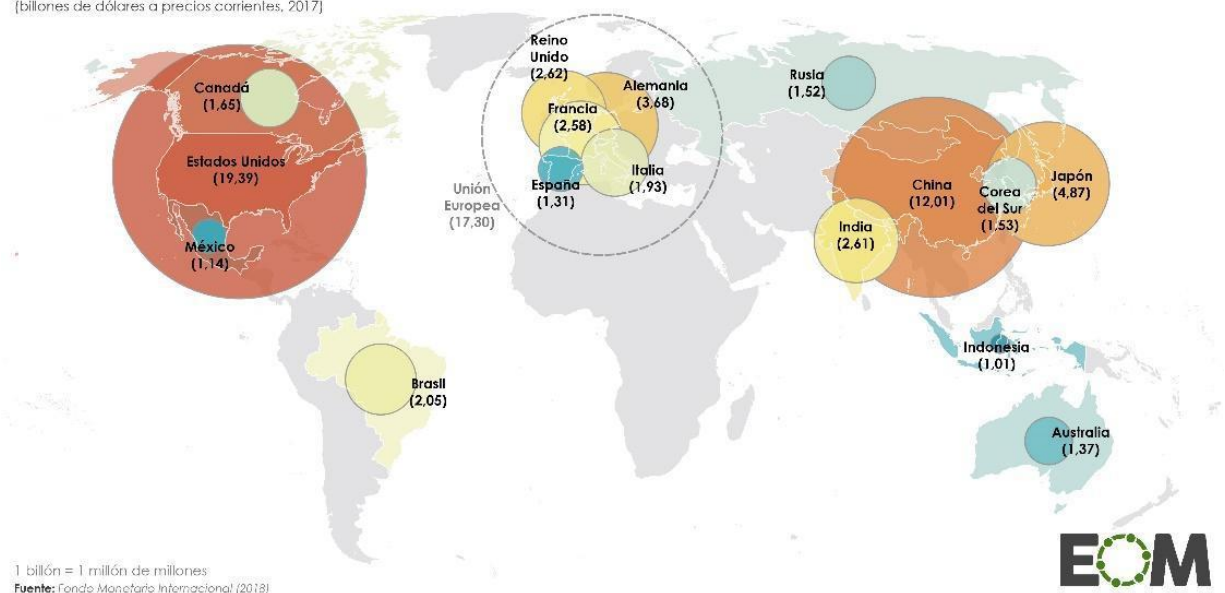 (billones de dólares a precios corrientes, 2017)
Reino
Unido
(2,62)
Canadá
(1,65)
Alemania
(3,68)
Rusia
(1,52)
Francia
(2,58)
Estados Unidos
(19,39)
Italia
(1,93)
España
(1,31)
Unión
Europea
(17,30)
China
(12,01)
Corea
del Sur
(1,53)
Japón
(4,87)
India
(2,61)
México
(1,14)
Indonesia
(1,01)
Brasil
(2,05)
Australia
(1,37)
1 billón = 1 millón de millones
Fuente: Fondo Monetario Internacional (2018)
EOM